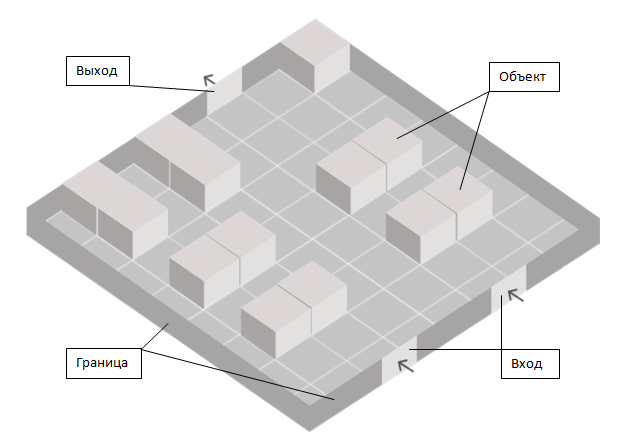 Выход
Объект
Граница
Вход